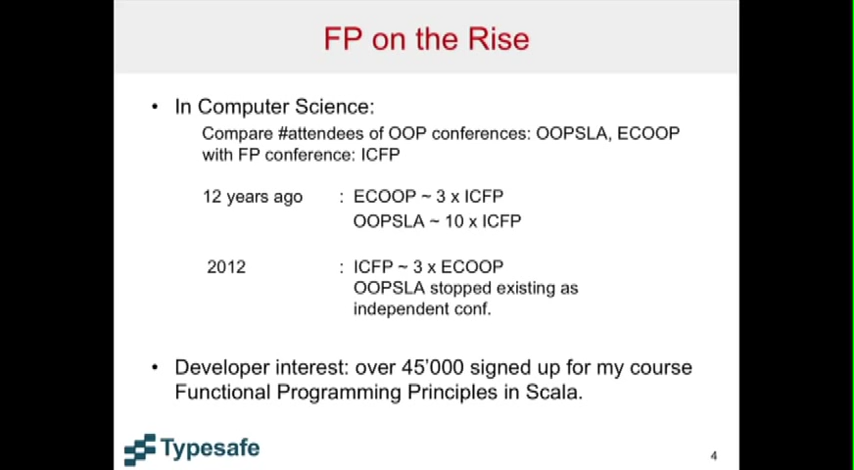 FP on the Rise
• In Computer Science:
Compare #attendees of OOP conferences: OOPSLA, ECOOP
with FP conference: ICFP
12 years ago : ECOOP ~ 3 x ICFP
OOPSLA ~ 10 x ICFP
2012 : ICFP ~ 3 x ECOOP
OOPSLA stopped existing as
independent conf.
• Developer interest: over 45'000 signed up for my course
Functional Programming Principles in Scala.
Typesafe
4